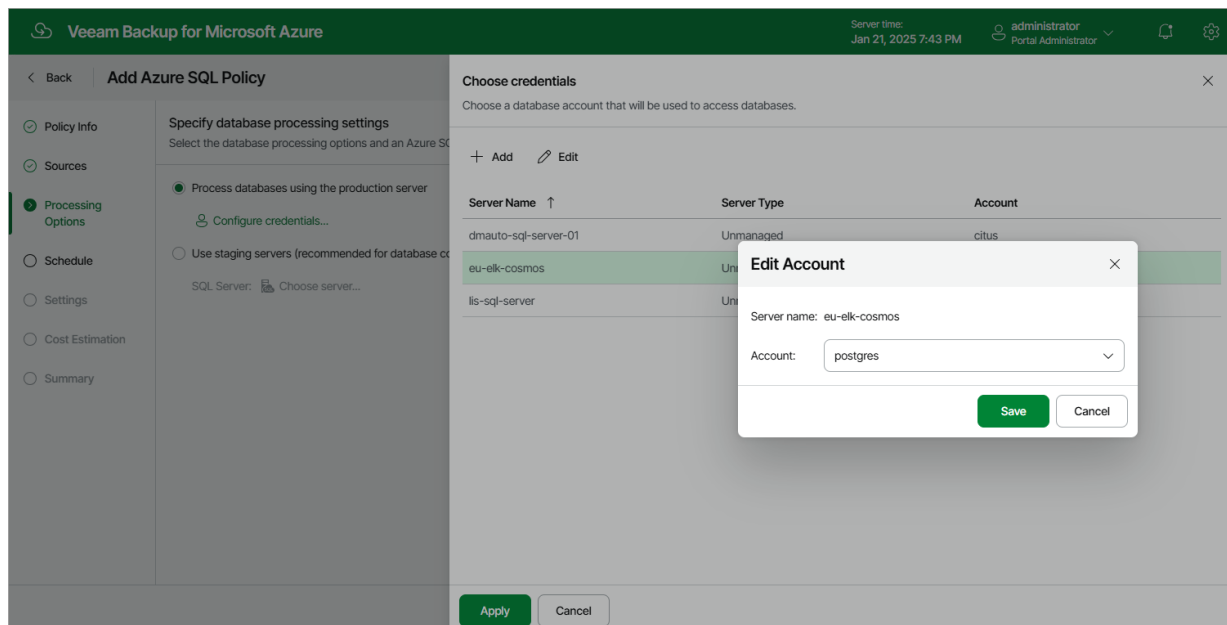 Veeam Backup for Microsoft Azure
Server time:
Jan 21, 2025 7:43 PM
administrator
Portal Administrator
Back
Add Azure SQL Policy
Policy Info
Sources
Processing
Options
Schedule
Settings
Cost Estimation
Summary
Specify database processing settings
Select the database processing options and an Azure
Process databases using the production server
Configure credentials...
Use staging servers (recommended for database
SQL Server: Choose server...
Choose credentials
Choose a database account that will be used to access databases.
Add Edit
Server Name Server Type Account
dmauto-sql-server-01 Unmanaged citus
eu-elk-cosmos
lis-sql-server
Edit Account
Server name: eu-elk-cosmos
Account: postgres
Save Cancel
Apply Cancel